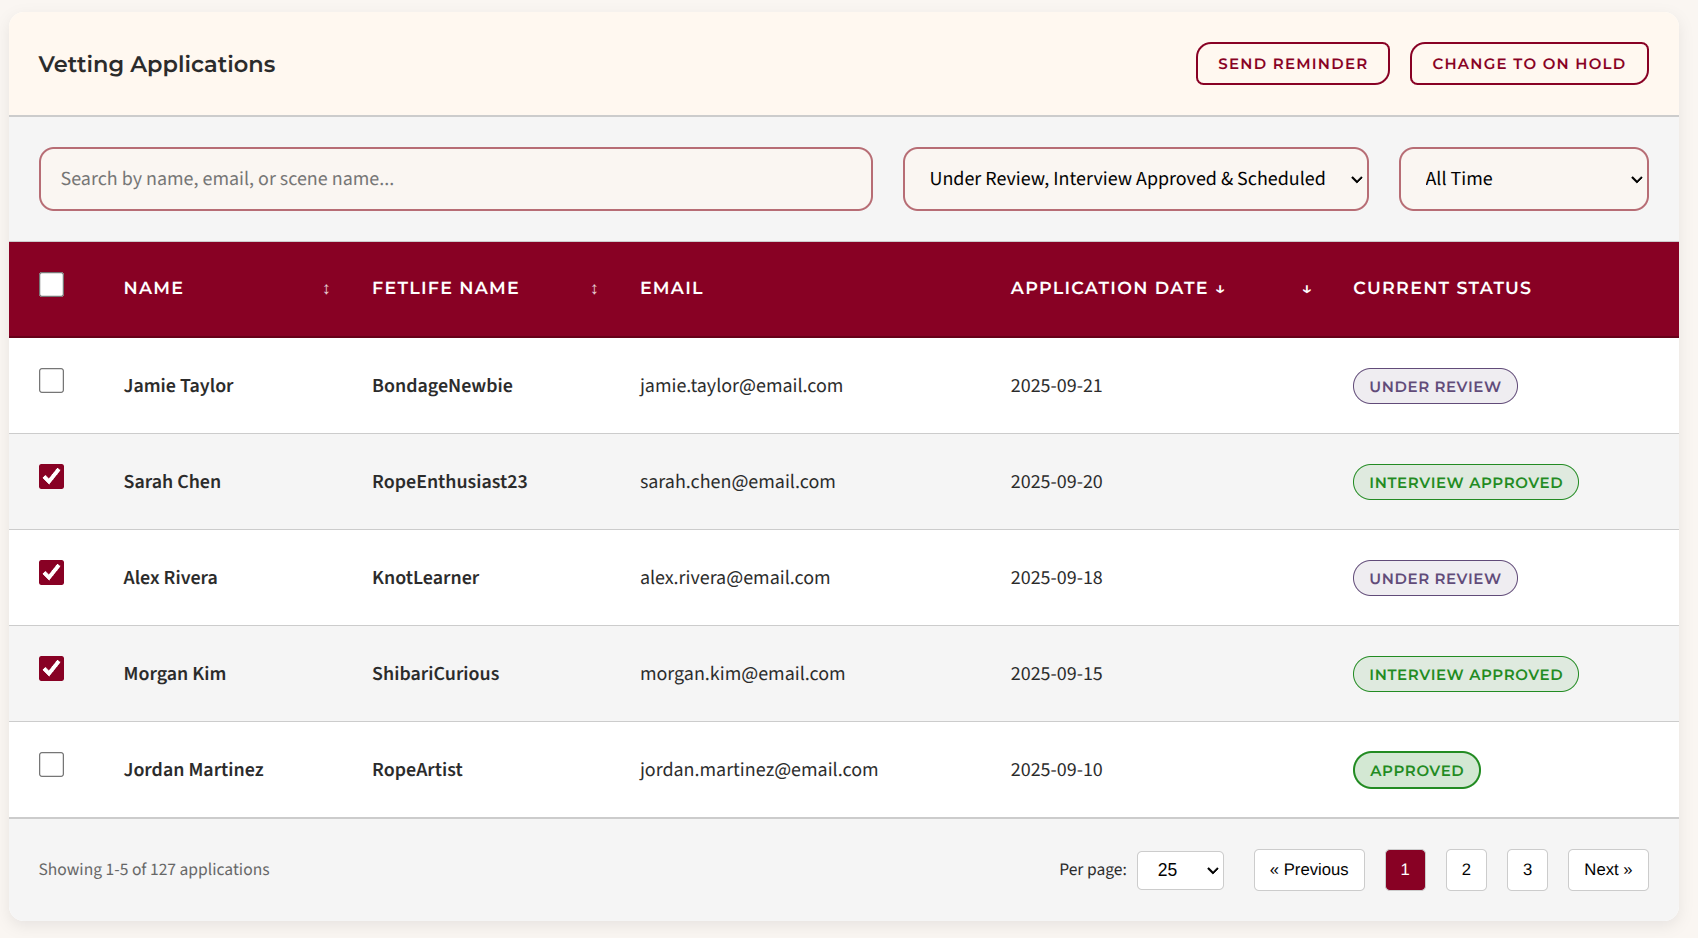 Vetting Applications SEND REMINDER CHANGE TO ON HOLD
Search by name, email, or scene name... Under Review, Interview Approved & Scheduled All Time
NAME ↕ FETLIFE NAME ↕ EMAIL APPLICATION DATE ↓ ↓ CURRENT STATUS
Jamie Taylor BondageNewbie jamie.taylor@email.com 2025-09-21 UNDER REVIEW
Sarah Chen RopeEnthusiast23 sarah.chen@email.com 2025-09-20 INTERVIEW APPROVED
Alex Rivera KnotLearner alex.rivera@email.com 2025-09-18 UNDER REVIEW
Morgan Kim ShibariCurious morgan.kim@email.com 2025-09-15 INTERVIEW APPROVED
Jordan Martinez RopeArtist jordan.martinez@email.com 2025-09-10 APPROVED
Showing 1-5 of 127 applications Per page: 25 « Previous 1 2 3 Next »